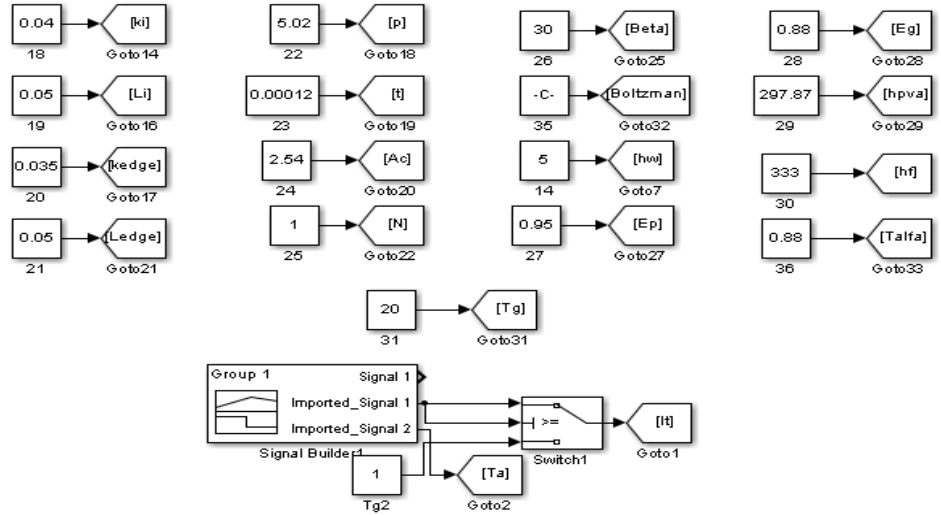 0.04 [ki] 5.02 [p] 30 [Beta] 0.88 [Eg]
18 Goto14 22 Goto18 26 Goto25 28 Goto28
0.05 [Li] 0.00012 [t] -C- [Boltzman] 297.87 [hpva]
19 Goto16 23 Goto19 35 Goto32 29 Goto29
0.035 [kedge] 2.54 [Ac] 5 [hw] 333 [hf]
20 Goto17 24 Goto20 14 Goto7 30 Goto30
0.05 [Ledge] 1 [N] 0.95 [Ep] 0.88 [Talfa]
21 Goto21 25 Goto22 27 Goto27 36 Goto33
20 [Tg]
31 Goto31
Group 1 Signal 1
Imported_Signal 1
>= [It]
Imported_Signal 2
Signal Builder1 Switch1 Goto1
1 [Ta]
Tg2 Goto2